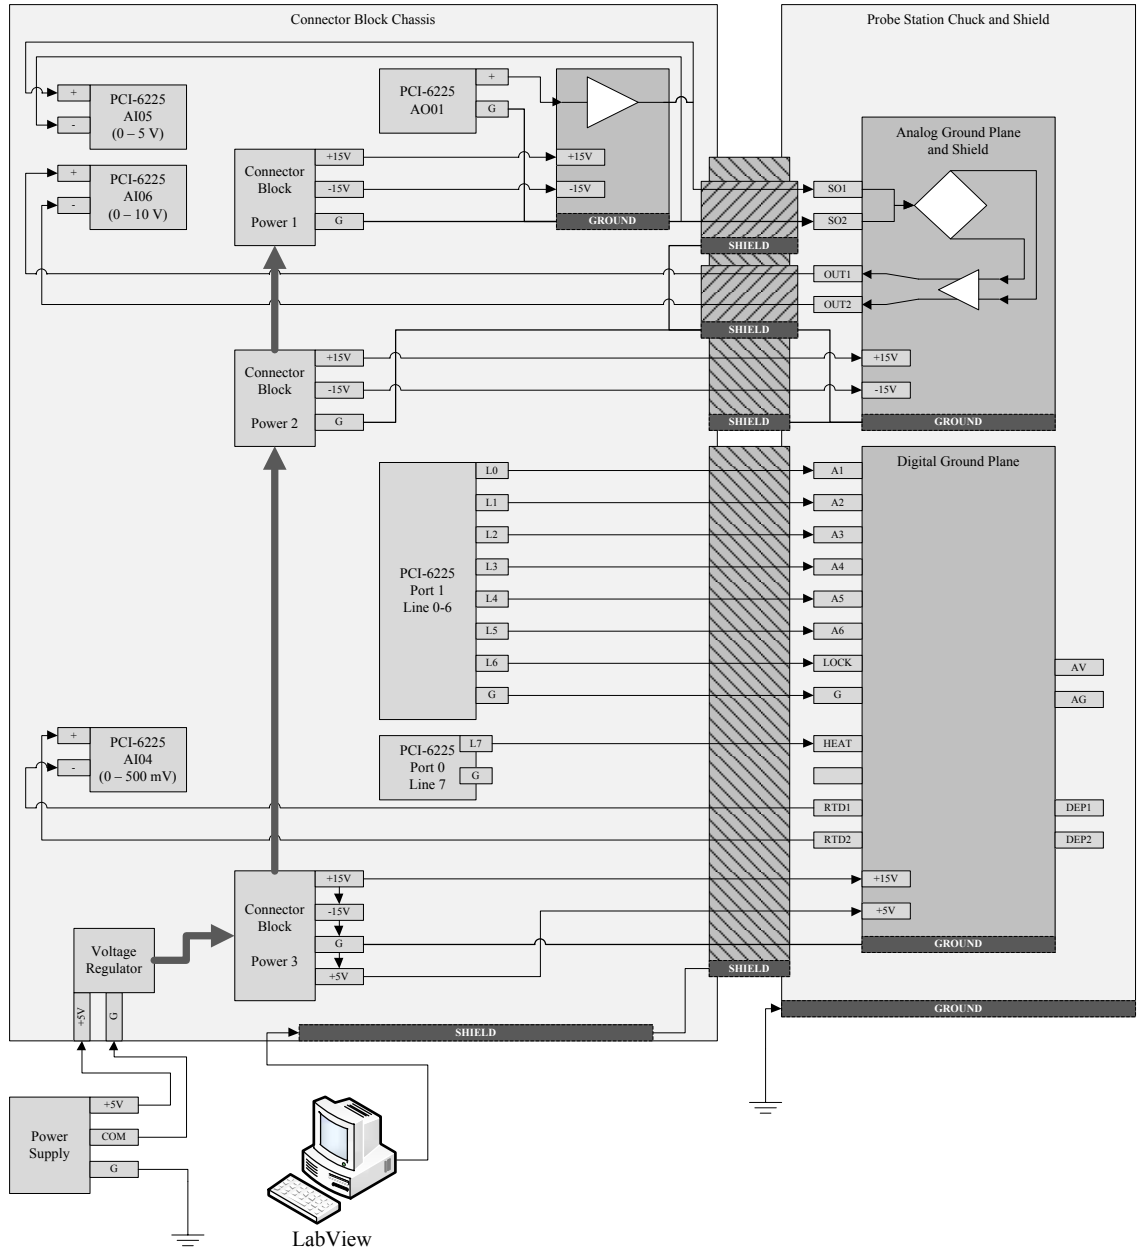 Connector Block Chassis
Probe Station Chuck and Shield
+
PCI-6225
AI05
(0 – 5 V)
-
PCI-6225
AO01
+
G
+
PCI-6225
AI06
(0 – 10 V)
-
Connector
Block
Power 1
+15V
-15V
G
+15V
-15V
GROUND
Analog Ground Plane
and Shield
SO1
SO2
SHIELD
OUT1
OUT2
SHIELD
Connector
Block
Power 2
+15V
-15V
G
+15V
-15V
SHIELD
GROUND
PCI-6225
Port 1
Line 0-6
L0
L1
L2
L3
L4
L5
L6
G
Digital Ground Plane
A1
A2
A3
A4
A5
A6
LOCK
G
AV
AG
+
PCI-6225
AI04
(0 – 500 mV)
-
PCI-6225
Port 0
Line 7
L7
G
HEAT
RTD1
RTD2
DEP1
DEP2
Connector
Block
Power 3
+15V
-15V
G
+5V
+15V
+5V
GROUND
SHIELD
Voltage
Regulator
+5V
G
SHIELD
GROUND
Power
Supply
+5V
COM
G
LabView